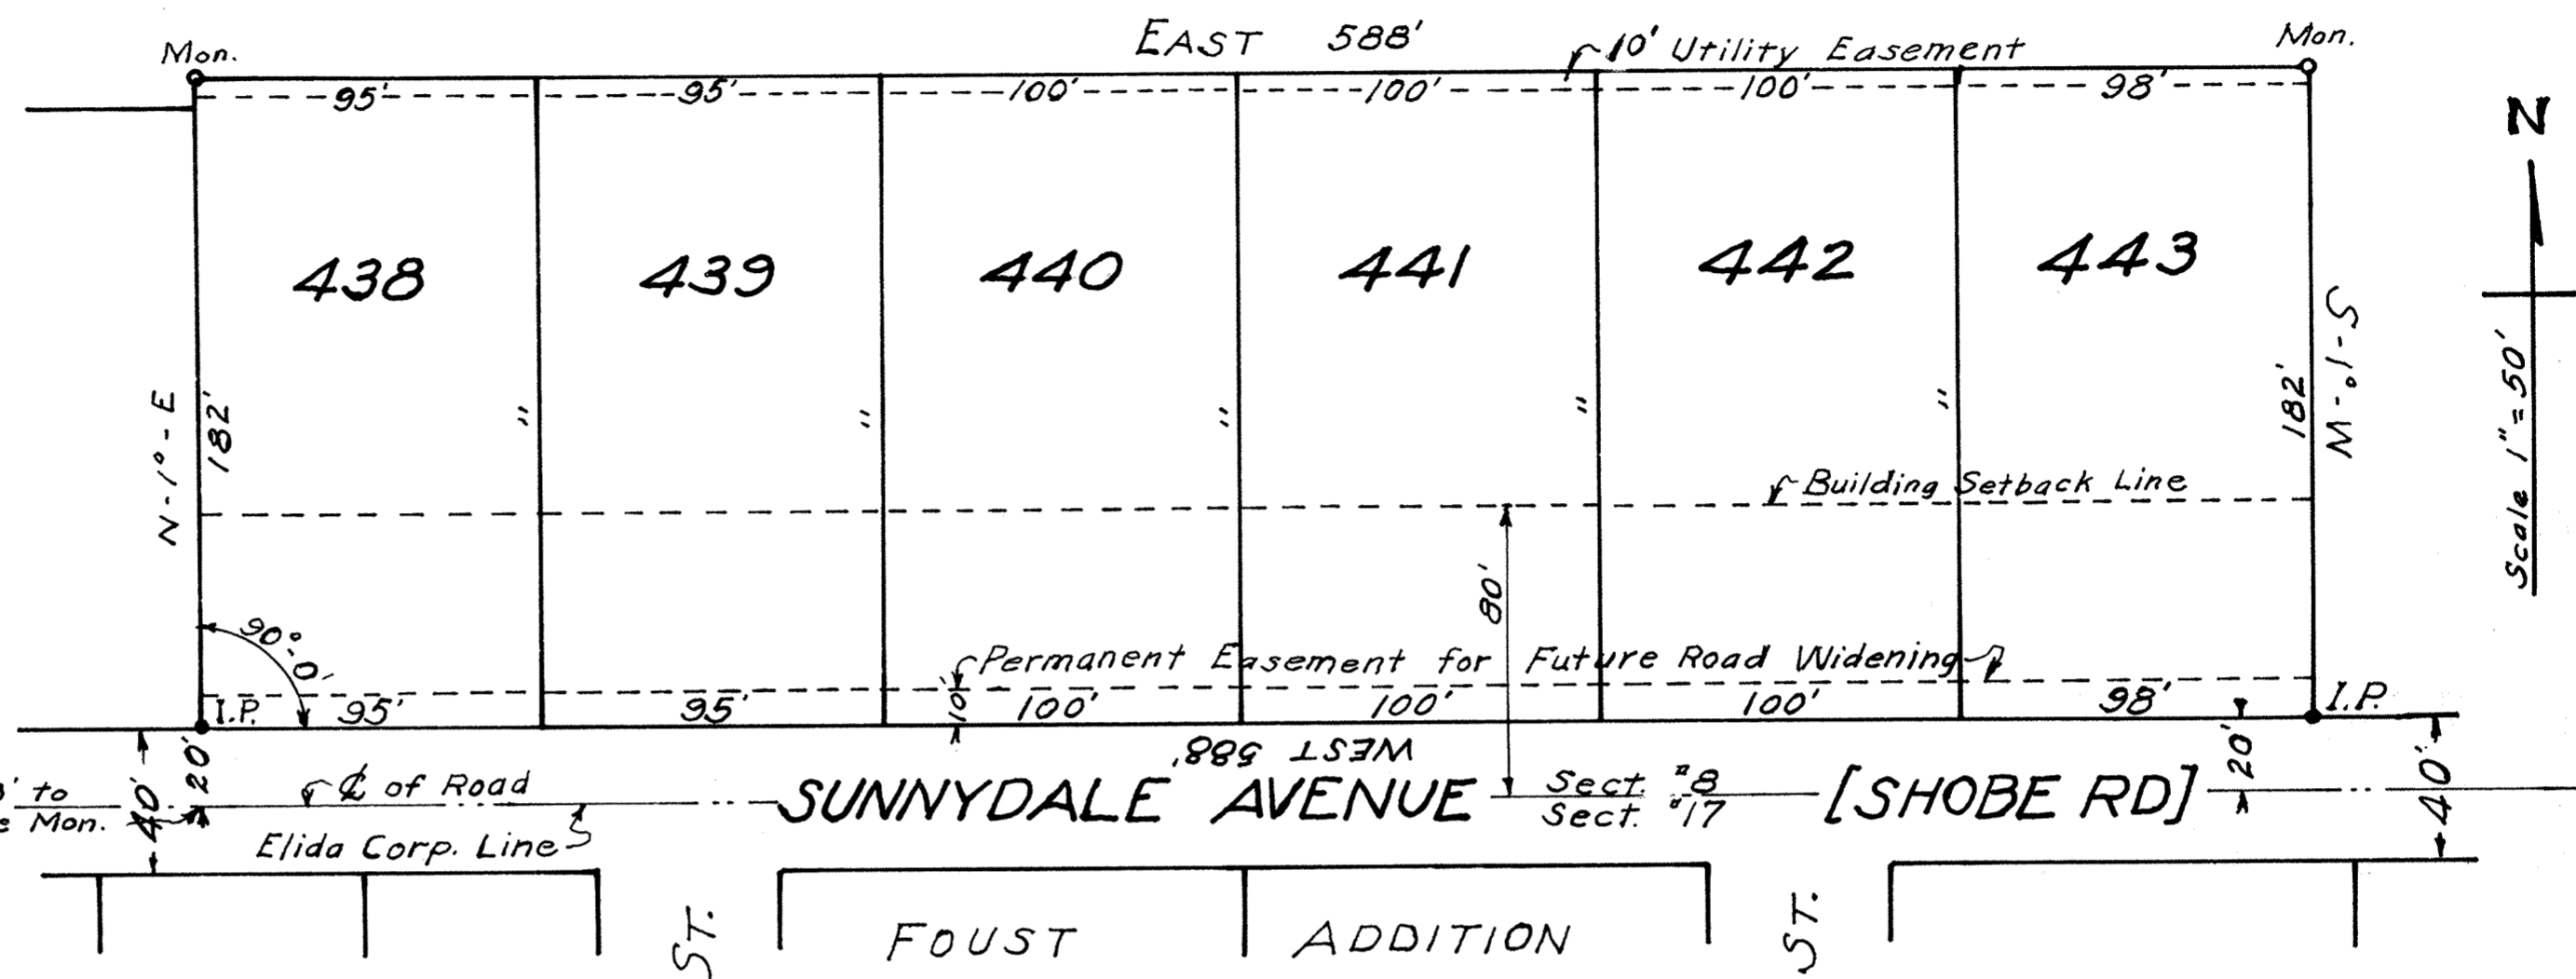 EAST 588'
Mon.
10' Utility Easement
Mon.
95' 95' 100' 100' 100' 98'
N
438 439 440 441 442 443
N-1°-E
182'
" " " " "
182'
S-1°-W
Scale 1"=50'
Building Setback Line
80'
90°-0'
Permanent Easement for Future Road Widening
10'
I.P. 95' 95' 100' 100' 100' 98' I.P.
WEST 588'
20'
40'
20'
40'
℄ of Road
to
Mon.
SUNNYDALE AVENUE
Sect. #8
Sect. #17
[SHOBE RD]
Elida Corp. Line
ST.
FOUST ADDITION
ST.